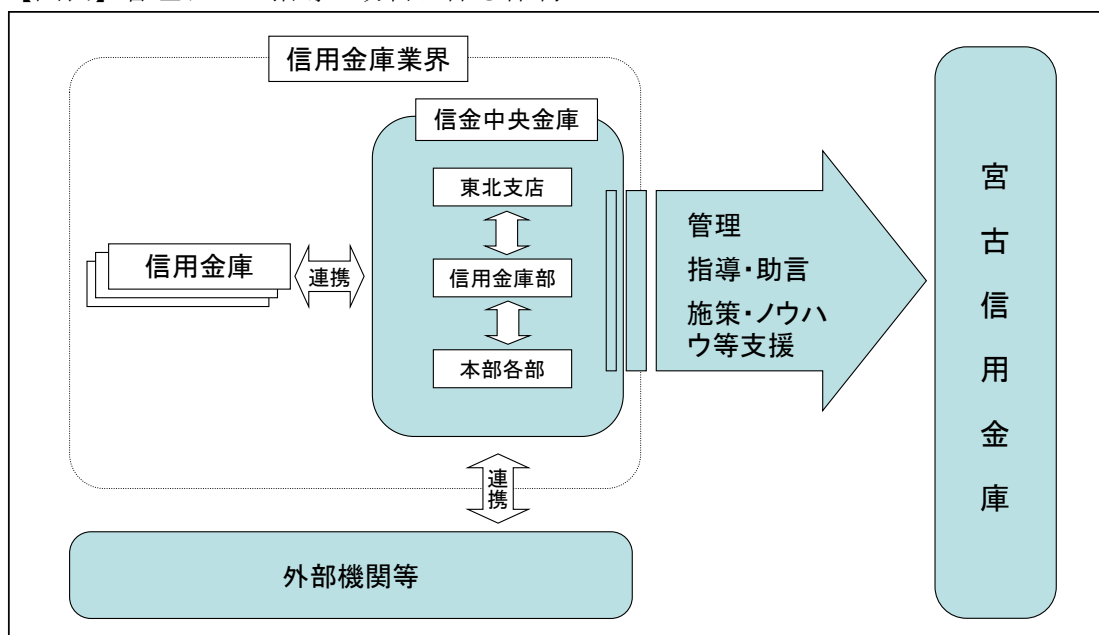 信用金庫業界
信金中央金庫
東北支店
信用金庫部
本部各部
信用金庫
連携
連携
外部機関等
管理
指導・助言
施策・ノウハ
ウ等支援
宮古信用金庫